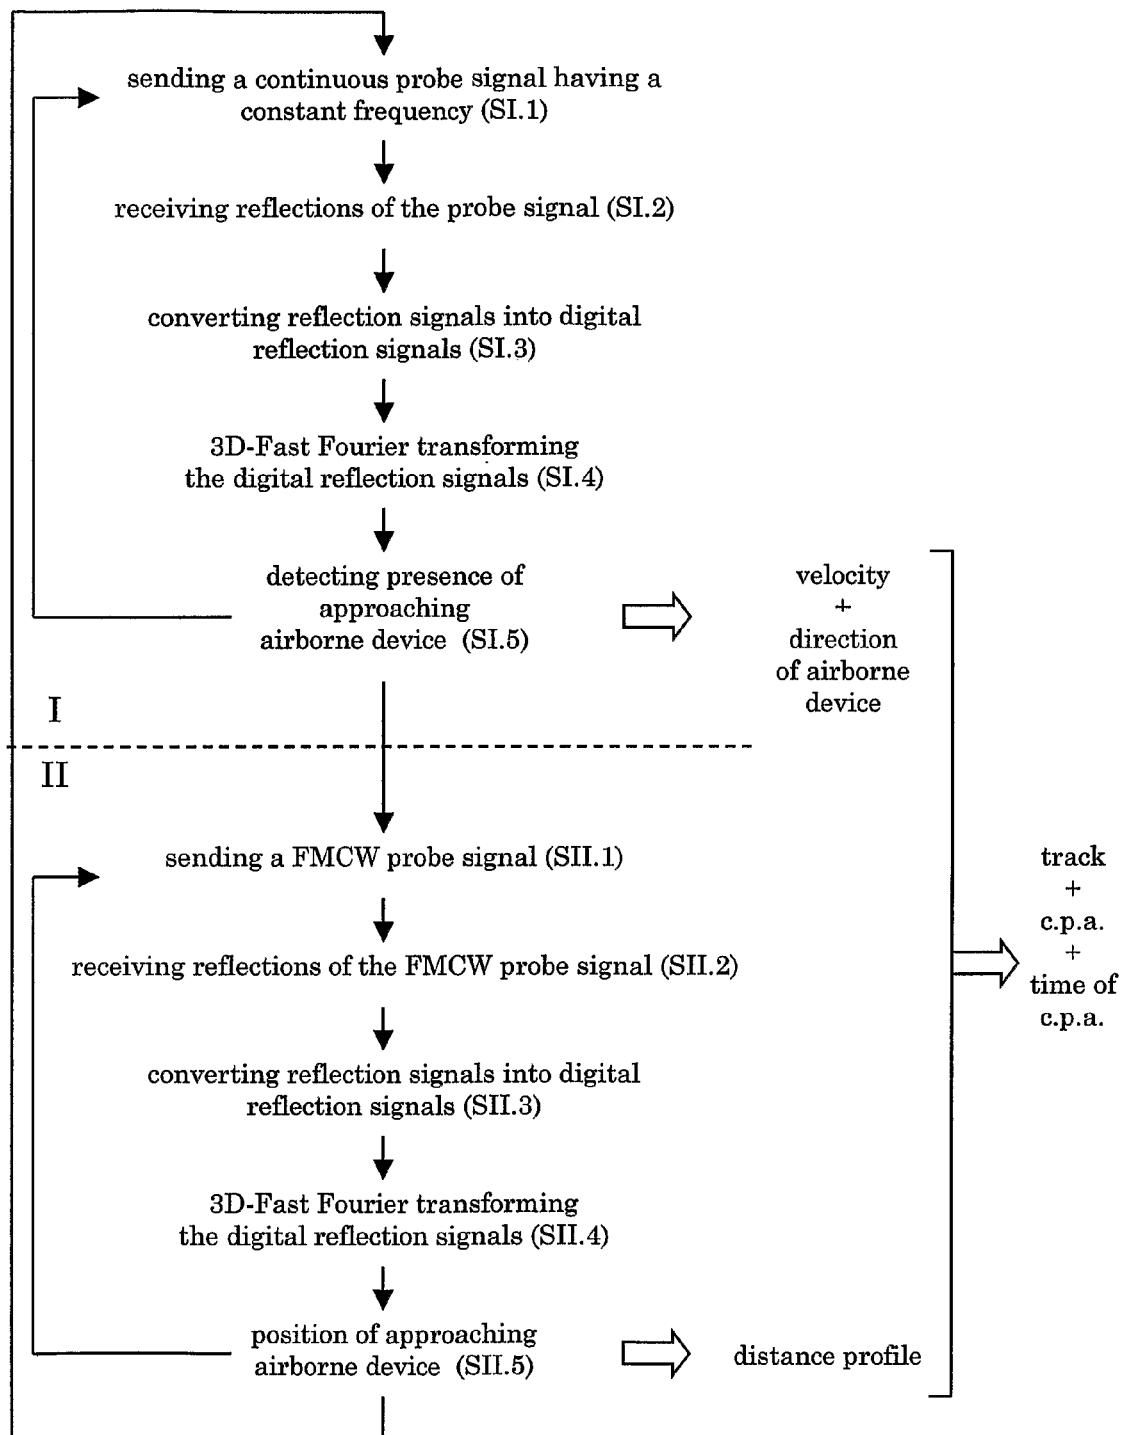 sending a continuous probe signal having a
constant frequency (SI.1)
receiving reflections of the probe signal (SI.2)
converting reflection signals into digital
reflection signals (SI.3)
3D-Fast Fourier transforming
the digital reflection signals (SI.4)
detecting presence of
approaching
airborne device (SI.5)
velocity
+
direction
of airborne
device
I
II
sending a FMCW probe signal (SII.1)
receiving reflections of the FMCW probe signal (SII.2)
converting reflection signals into digital
reflection signals (SII.3)
3D-Fast Fourier transforming
the digital reflection signals (SII.4)
position of approaching
airborne device (SII.5)
distance profile
track
+
c.p.a.
+
time of
c.p.a.